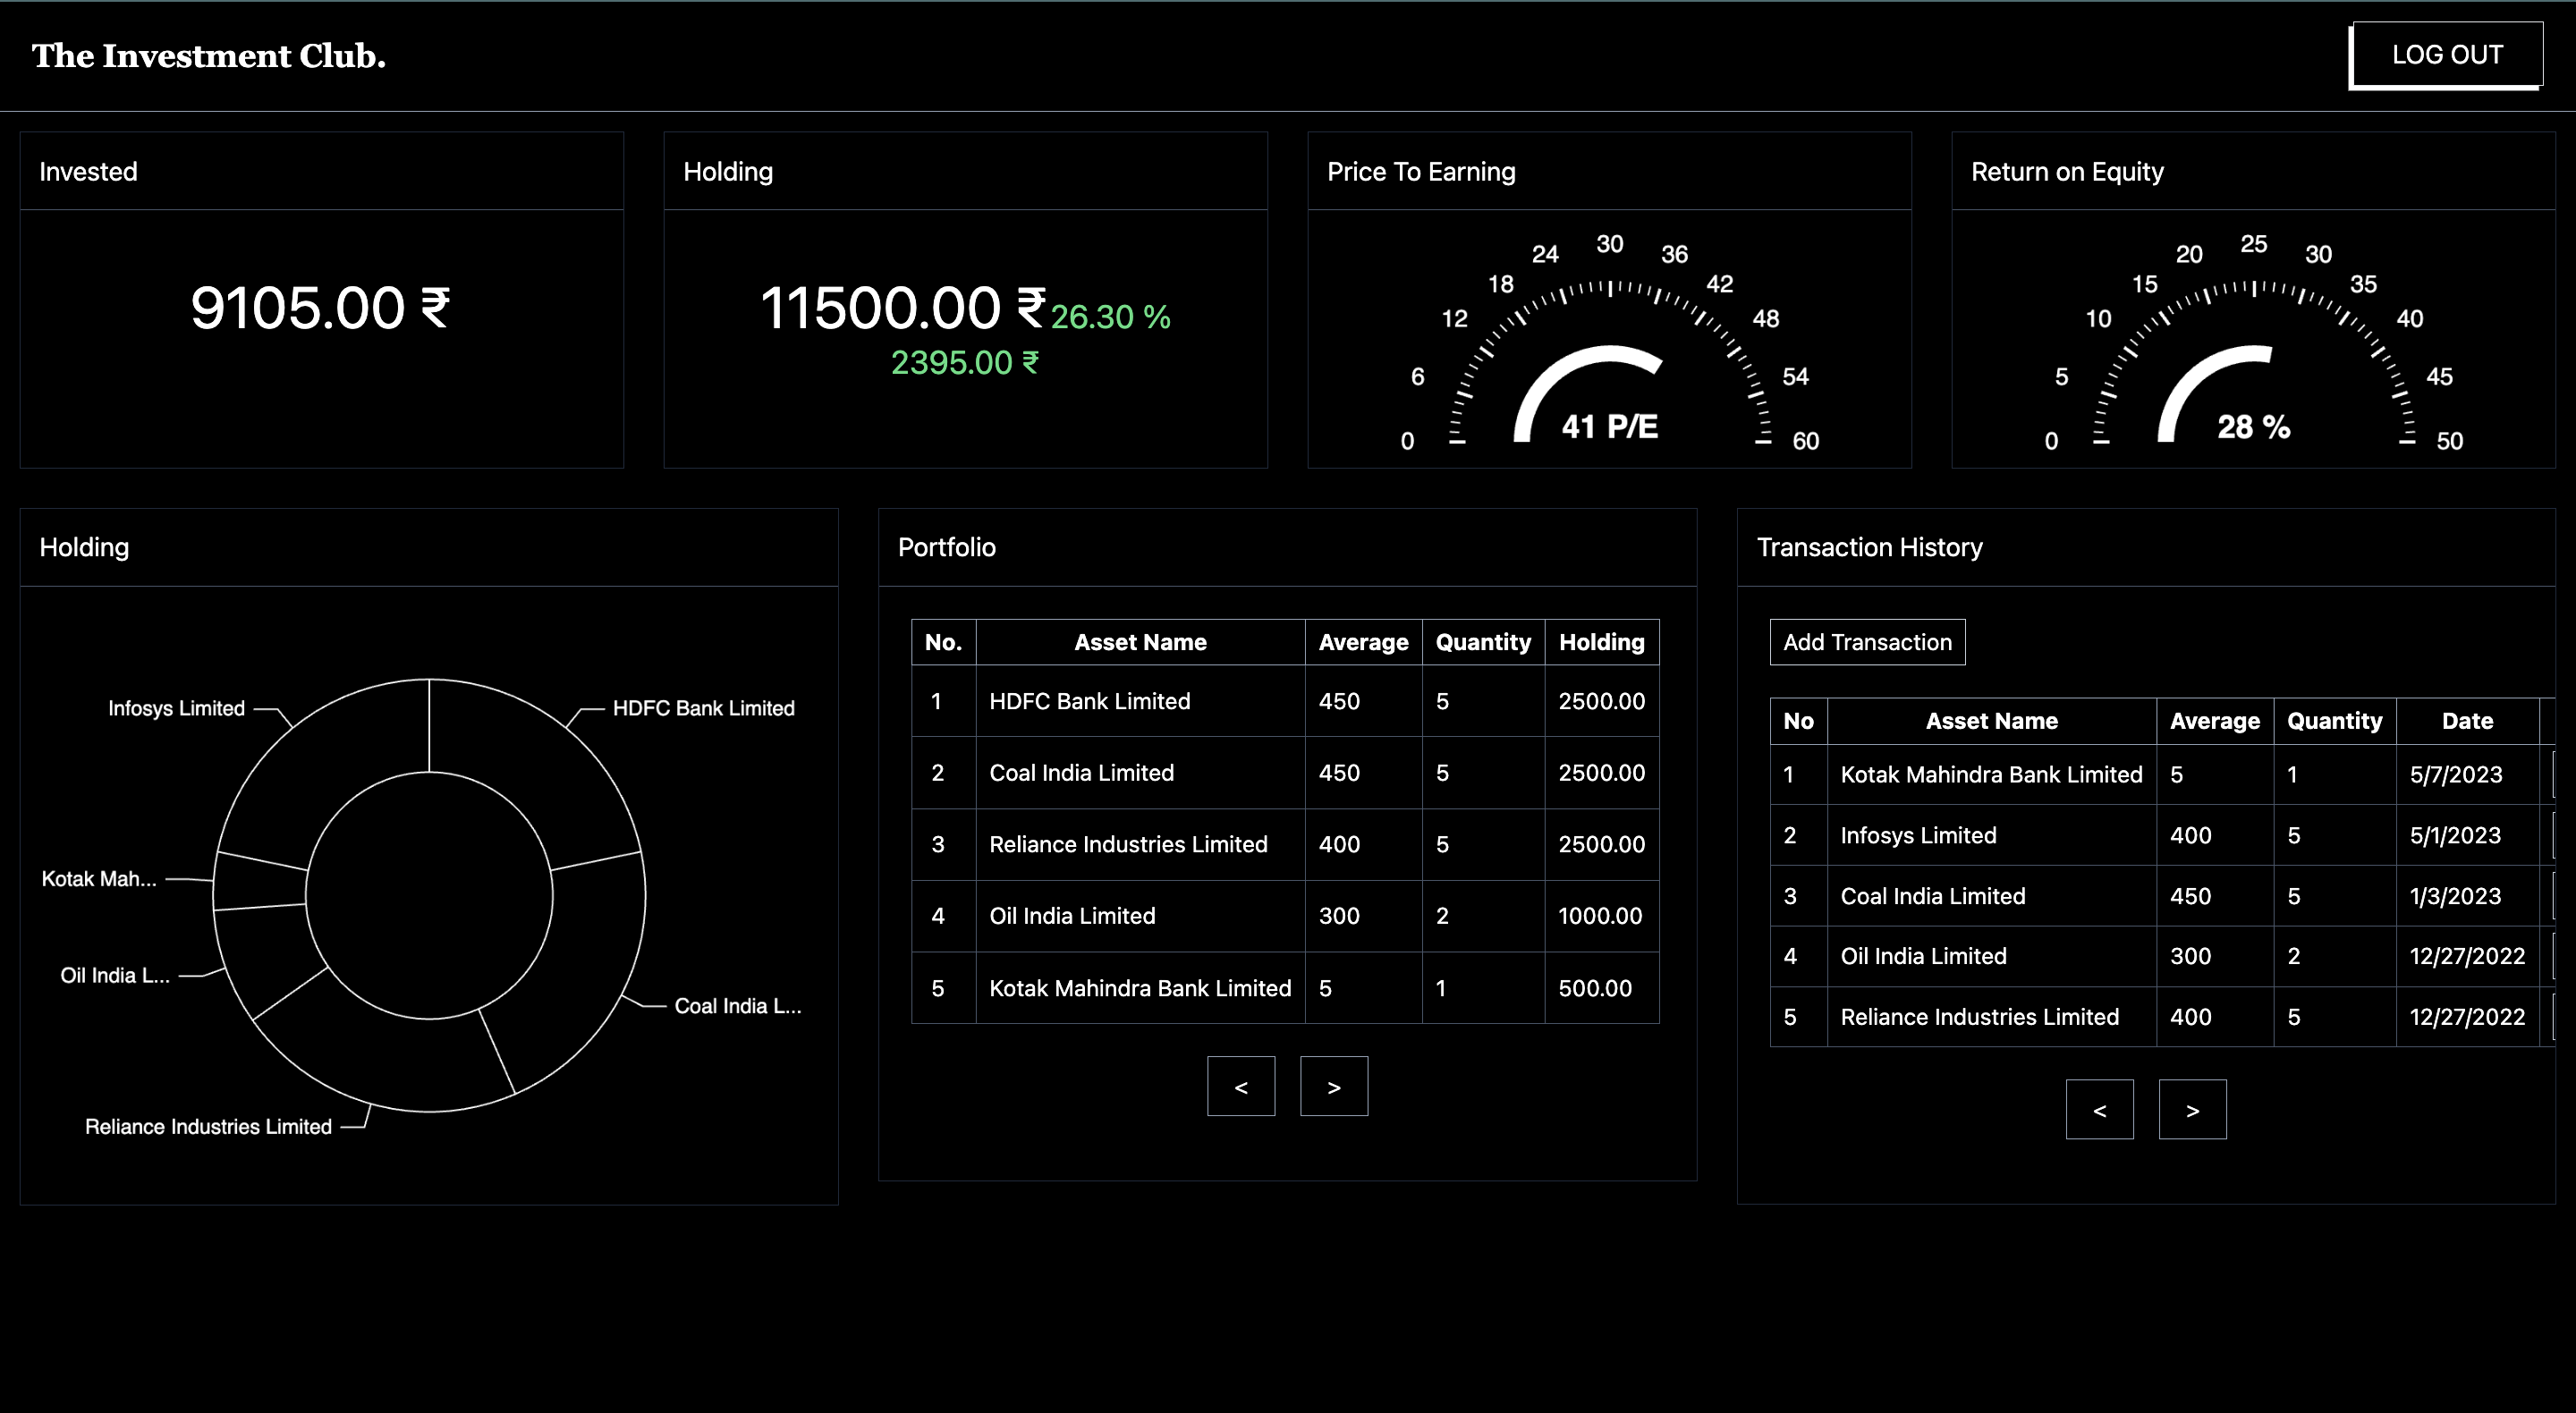 The Investment Club.
LOG OUT
Invested
9105.00 ₹
Holding
11500.00 ₹ 26.30 %
2395.00 ₹
Price To Earning
0 6 12 18 24 30 36 42 48 54 60
41 P/E
Return on Equity
0 5 10 15 20 25 30 35 40 45 50
28 %
Holding
Infosys Limited
HDFC Bank Limited
Kotak Mah...
Oil India L...
Coal India L...
Reliance Industries Limited
Portfolio
No. Asset Name Average Quantity Holding
1 HDFC Bank Limited 450 5 2500.00
2 Coal India Limited 450 5 2500.00
3 Reliance Industries Limited 400 5 2500.00
4 Oil India Limited 300 2 1000.00
5 Kotak Mahindra Bank Limited 5 1 500.00
< >
Transaction History
Add Transaction
No Asset Name Average Quantity Date
1 Kotak Mahindra Bank Limited 5 1 5/7/2023
2 Infosys Limited 400 5 5/1/2023
3 Coal India Limited 450 5 1/3/2023
4 Oil India Limited 300 2 12/27/2022
5 Reliance Industries Limited 400 5 12/27/2022
< >